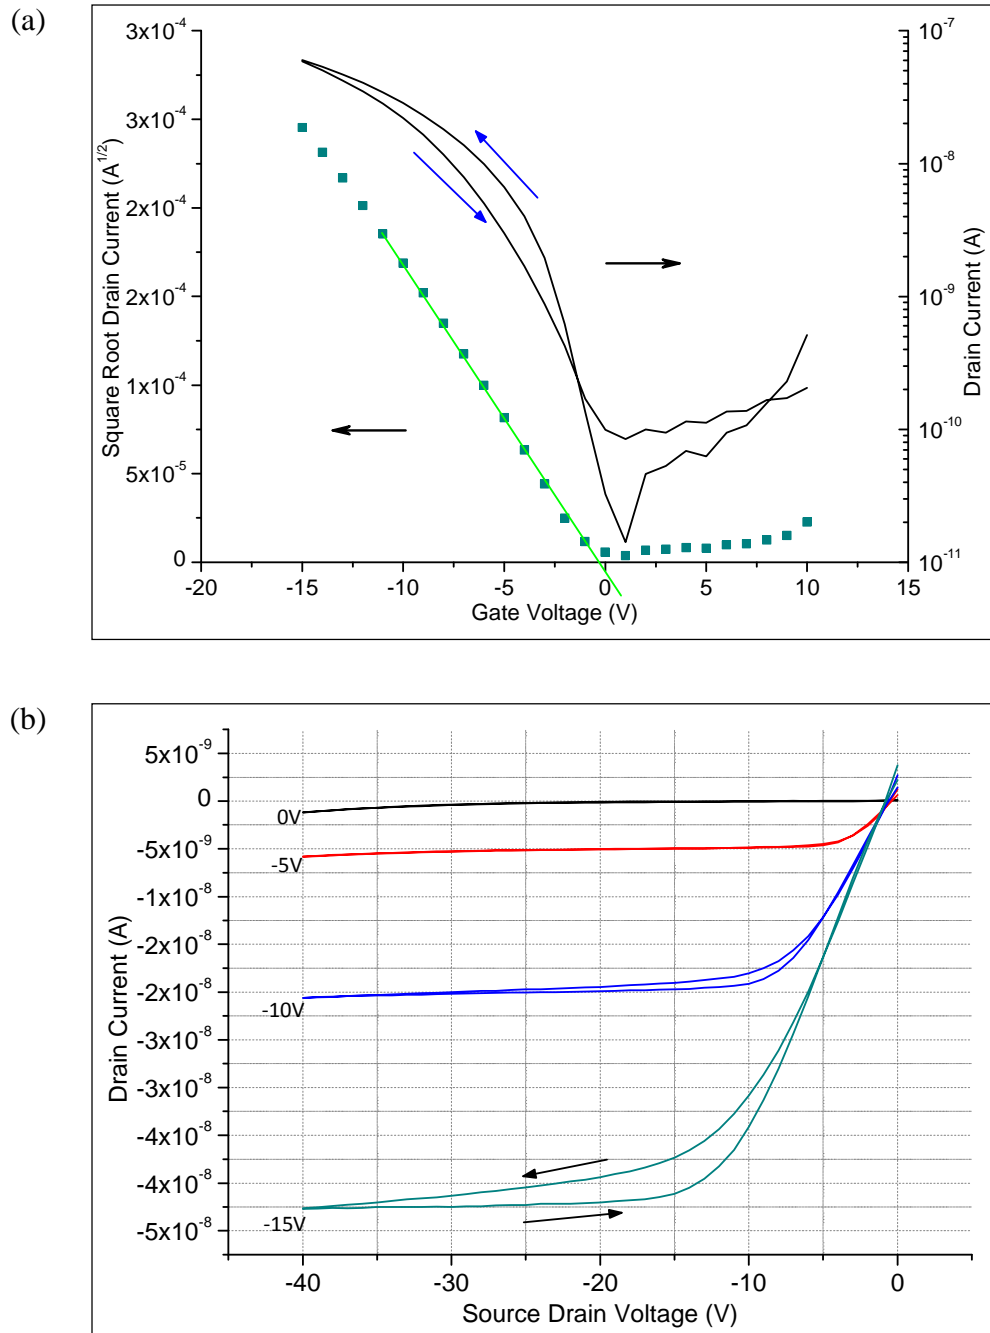 (a)
3x10⁻⁴
3x10⁻⁴
2x10⁻⁴
2x10⁻⁴
1x10⁻⁴
5x10⁻⁵
0
Square Root Drain Current (A^1/2)
10⁻⁷
10⁻⁸
10⁻⁹
10⁻¹⁰
10⁻¹¹
Drain Current (A)
-20 -15 -10 -5 0 5 10 15
Gate Voltage (V)
(b)
5x10⁻⁹
0
-5x10⁻⁹
-1x10⁻⁸
-2x10⁻⁸
-2x10⁻⁸
-3x10⁻⁸
-3x10⁻⁸
-4x10⁻⁸
-4x10⁻⁸
-5x10⁻⁸
Drain Current (A)
0V
-5V
-10V
-15V
-40 -30 -20 -10 0
Source Drain Voltage (V)